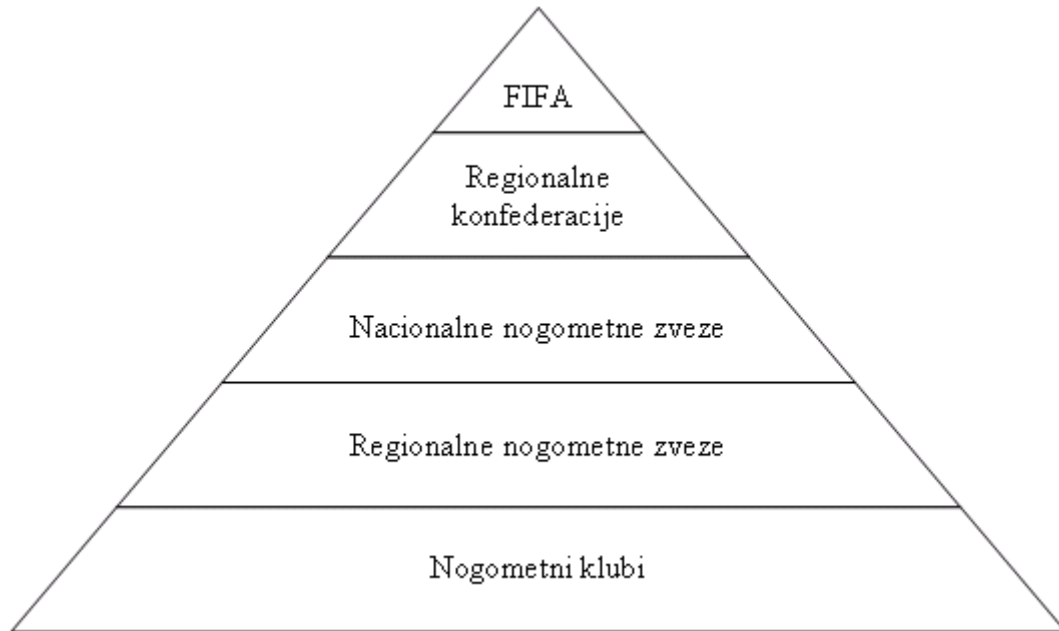 FIFA
Regionalne
konfederacije
Nacionalne nogometne zveze
Regionalne nogometne zveze
Nogometni klubi